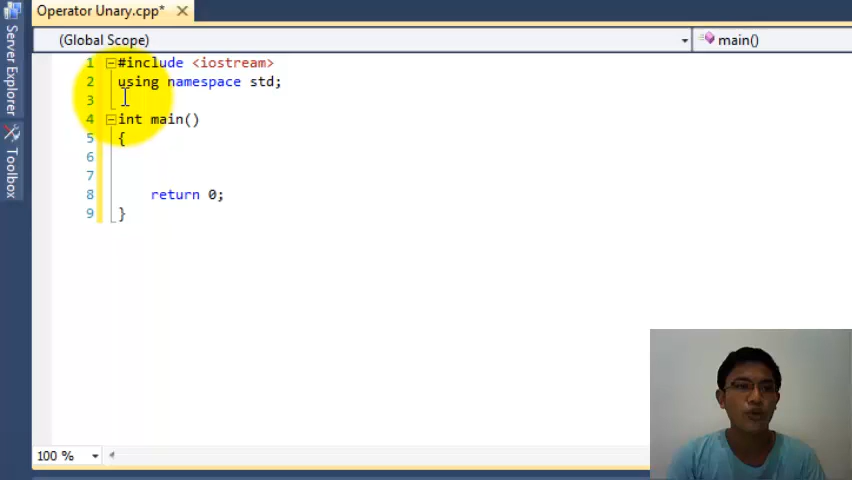 Operator Unary.cpp*
(Global Scope)
main()
Server Explorer
Toolbox
1 #include <iostream>
2 using namespace std;
3
4 int main()
5 {
6
7
8 return 0;
9 }
100 %